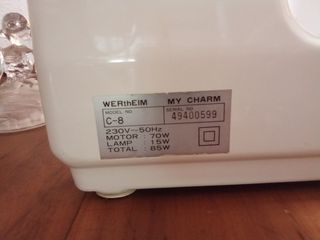 WERthEIM MY CHARM
MODEL NO SERIAL NO
C-8 49400599
230V~50Hz
MOTOR : 70W
LAMP : 15W
TOTAL : 85W